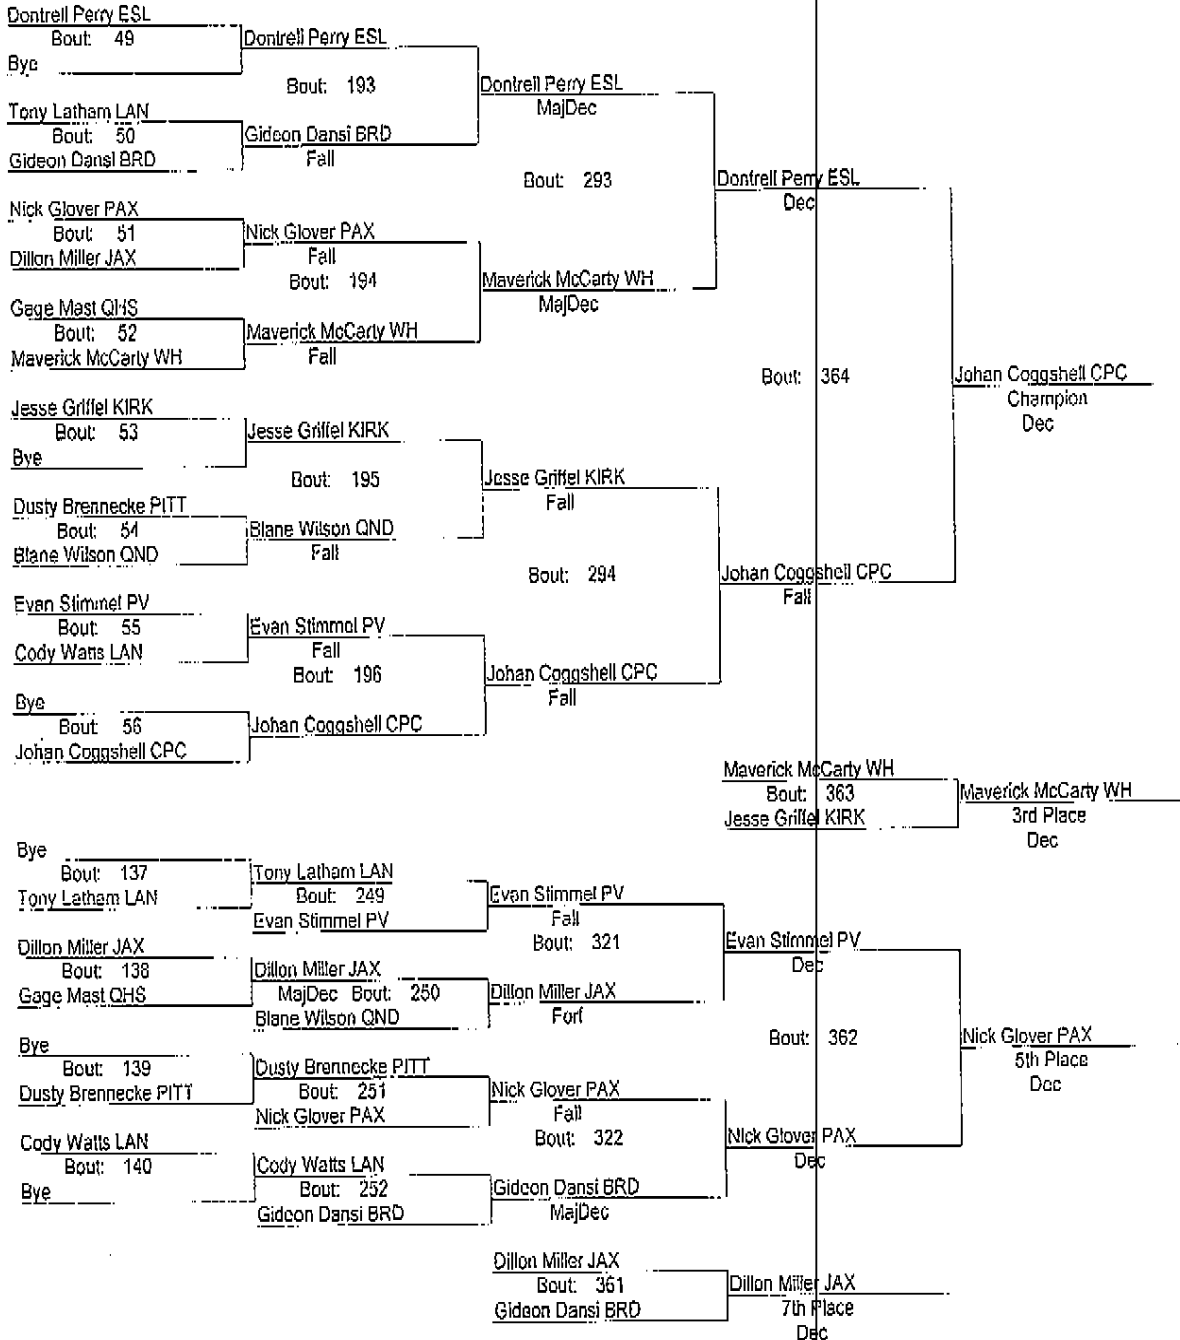 Dontrell Perry ESL
Bout: 49
Dontrell Perry ESL
Bye
Bout: 193
Dontrell Perry ESL
MajDec
Tony Latham LAN
Bout: 50
Gideon Dansi BRD
Fall
Gideon Dansi BRD
Bout: 293
Dontrell Perry ESL
Dec
Nick Glover PAX
Bout: 51
Nick Glover PAX
Fall
Dillon Miller JAX
Bout: 194
Maverick McCarty WH
MajDec
Gage Mast QHS
Bout: 52
Maverick McCarty WH
Fall
Maverick McCarty WH
Bout: 364
Johan Coggshell CPC
Champion
Dec
Jesse Griffel KIRK
Bout: 53
Jesse Griffel KIRK
Bye
Bout: 195
Jesse Griffel KIRK
Fall
Dusty Brennecke PITT
Bout: 54
Blane Wilson QND
Fall
Blane Wilson QND
Bout: 294
Johan Coggshell CPC
Fall
Evan Stimmel PV
Bout: 55
Evan Stimmel PV
Fall
Cody Watts LAN
Bout: 196
Johan Coggshell CPC
Fall
Bye
Bout: 56
Johan Coggshell CPC
Johan Coggshell CPC
Maverick McCarty WH
Bout: 363
Maverick McCarty WH
3rd Place
Dec
Jesse Griffel KIRK
Bye
Bout: 137
Tony Latham LAN
Tony Latham LAN
Bout: 249
Evan Stimmel PV
Evan Stimmel PV
Fall
Bout: 321
Evan Stimmel PV
Dec
Dillon Miller JAX
Bout: 138
Gage Mast QHS
Dillon Miller JAX
MajDec Bout: 250
Blane Wilson QND
Dillon Miller JAX
Forf
Bout: 362
Nick Glover PAX
5th Place
Dec
Bye
Bout: 139
Dusty Brennecke PITT
Dusty Brennecke PITT
Bout: 251
Nick Glover PAX
Nick Glover PAX
Fall
Bout: 322
Nick Glover PAX
Dec
Cody Watts LAN
Bout: 140
Bye
Cody Watts LAN
Bout: 252
Gideon Dansi BRD
Gideon Dansi BRD
MajDec
Dillon Miller JAX
Bout: 361
Gideon Dansi BRD
Dillon Miller JAX
7th Place
Dec